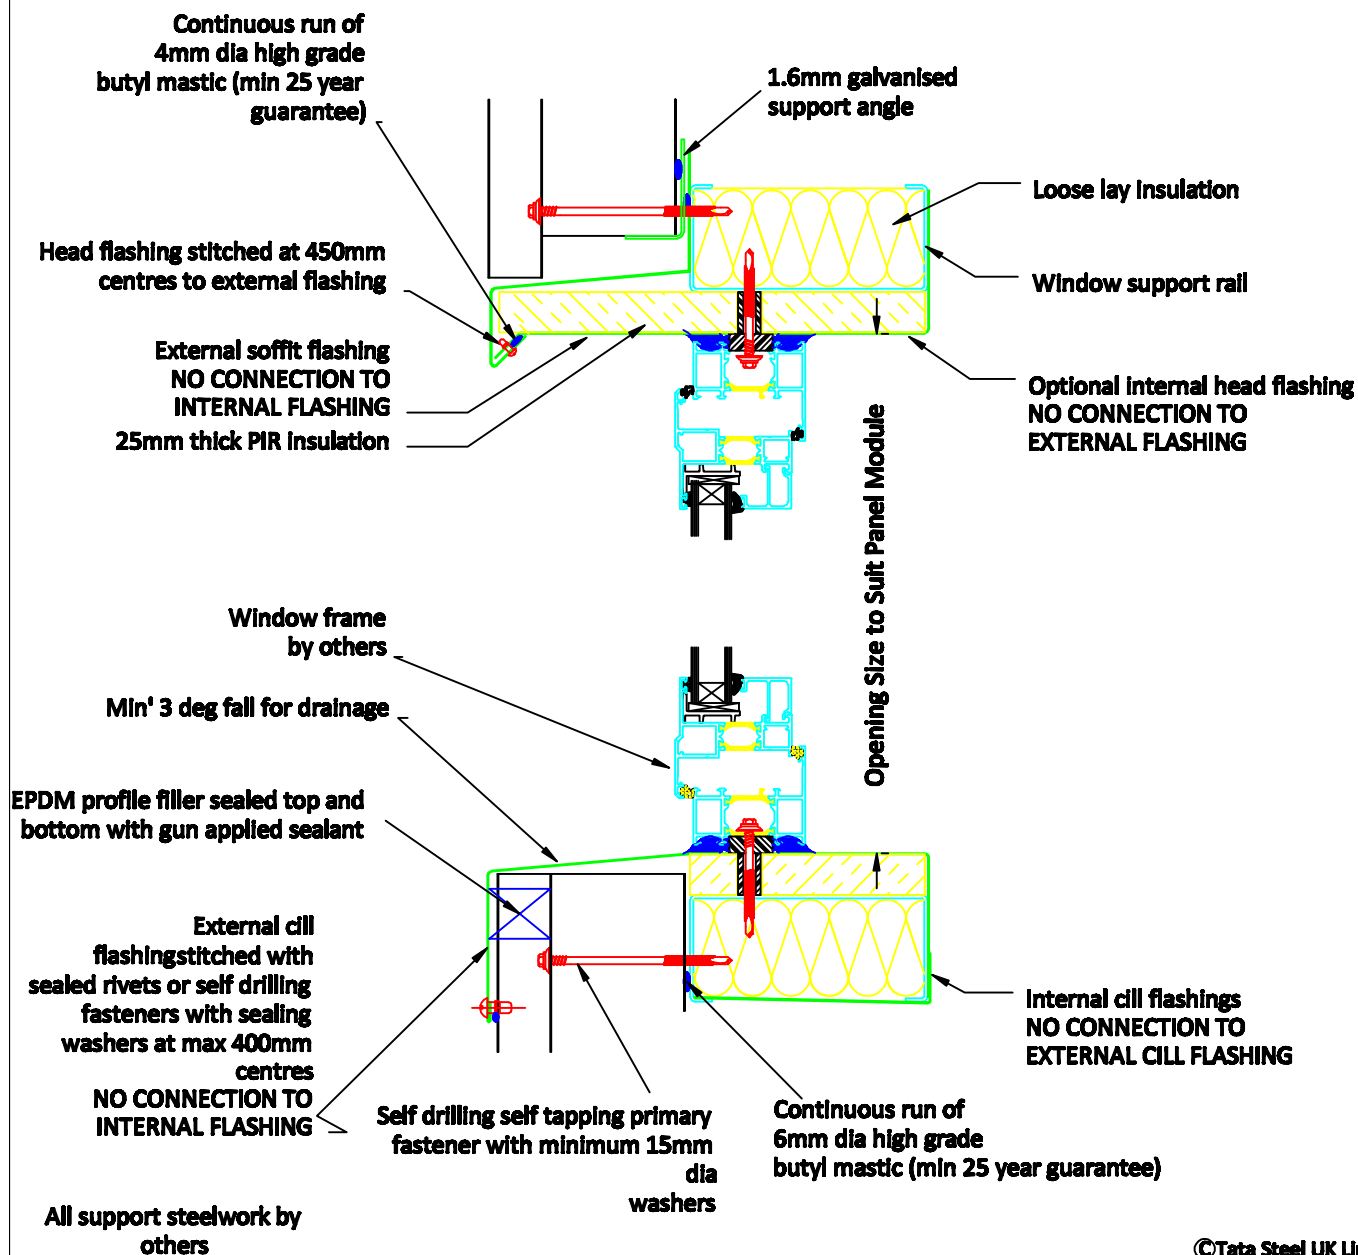 Continuous run of
4mm dia high grade
butyl mastic (min 25 year
guarantee)
1.6mm galvanised
support angle
Loose lay insulation
Head flashing stitched at 450mm
centres to external flashing
Window support rail
External soffit flashing
NO CONNECTION TO
INTERNAL FLASHING
25mm thick PIR insulation
Optional internal head flashing
NO CONNECTION TO
EXTERNAL FLASHING
Opening Size to Suit Panel Module
Window frame
by others
Min' 3 deg fall for drainage
EPDM profile filler sealed top and
bottom with gun applied sealant
External cill
flashingstitched with
sealed rivets or self drilling
fasteners with sealing
washers at max 400mm
centres
NO CONNECTION TO
INTERNAL FLASHING
Internal cill flashings
NO CONNECTION TO
EXTERNAL CILL FLASHING
Self drilling self tapping primary
fastener with minimum 15mm
dia
washers
Continuous run of
6mm dia high grade
butyl mastic (min 25 year guarantee)
All support steelwork by
others
©Tata Steel UK Li